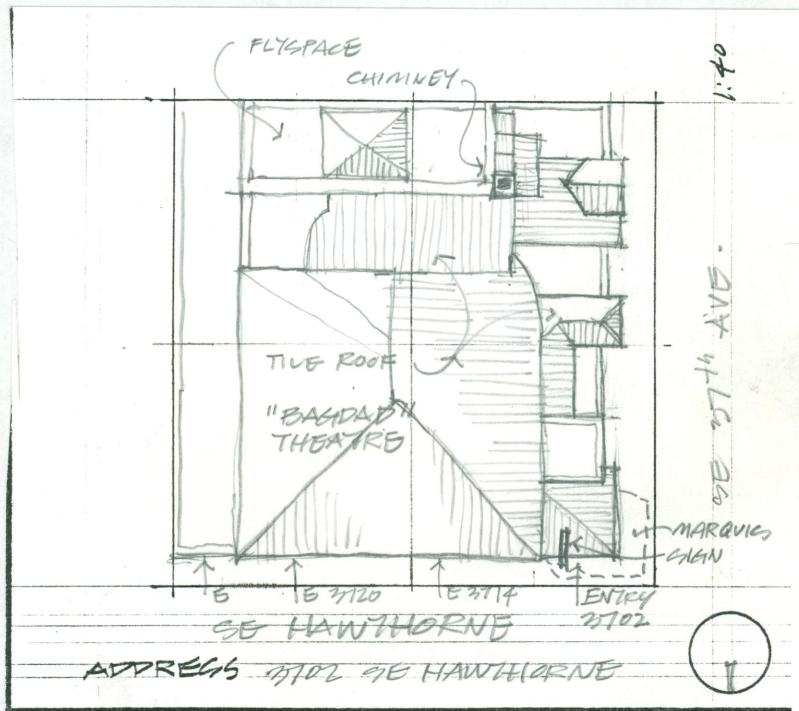 FLYSPACE
CHIMNEY
1:40
SE 37TH AVE.
TILE ROOF
"BAGDAD"
THEATRE
MARQUIS
SIGN
E
E 3720
E 3714
ENTRY
3702
SE HAWTHORNE
ADDRESS 3702 SE HAWTHORNE